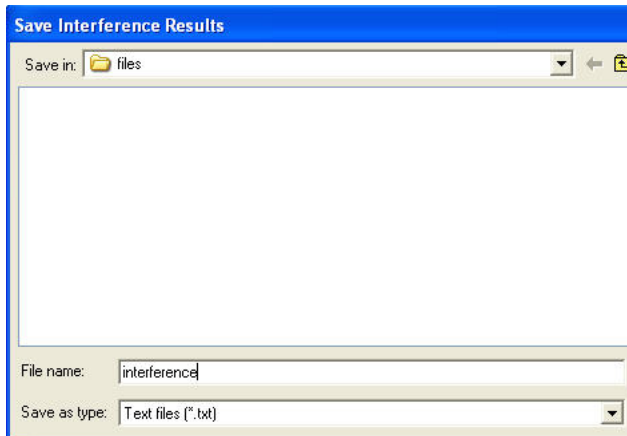 Save Interference Results
Save in: files
File name: interference
Save as type: Text files (*.txt)